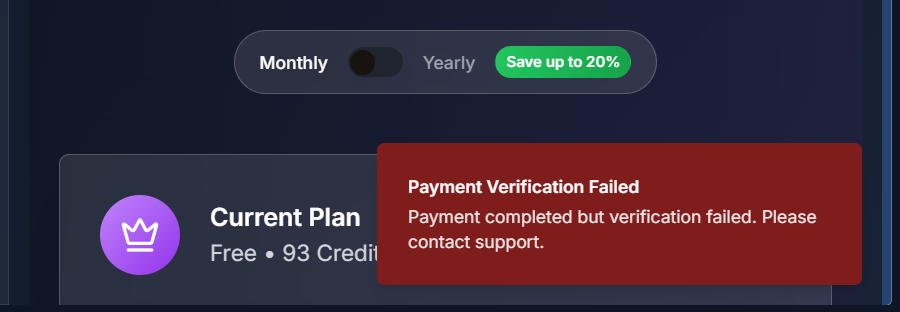 Monthly Yearly Save up to 20%
Payment Verification Failed
Payment completed but verification failed. Please
contact support.
Current Plan
Free • 93 Credit